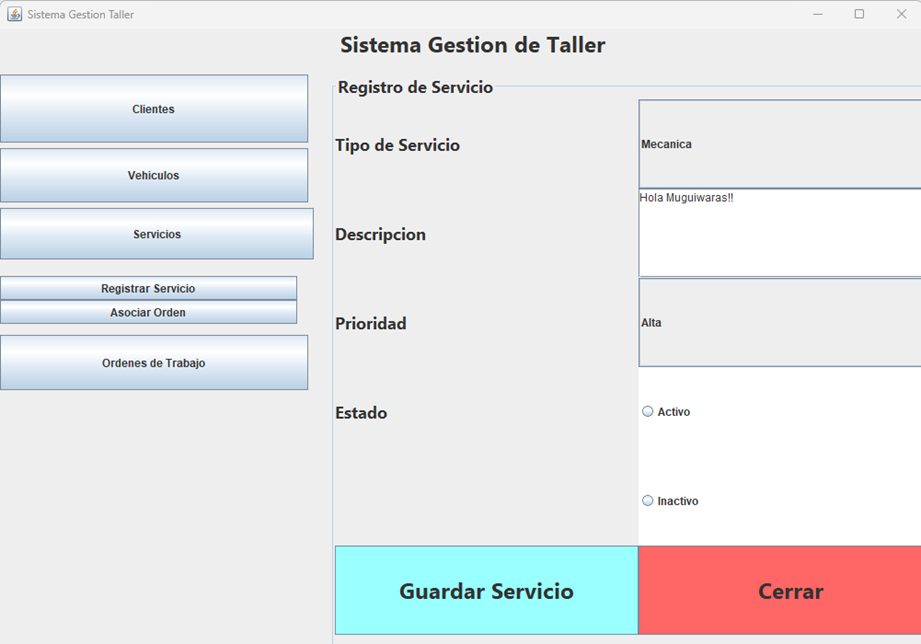 Sistema Gestion Taller
Sistema Gestion de Taller
Clientes
Vehiculos
Servicios
Registrar Servicio
Asociar Orden
Ordenes de Trabajo
Registro de Servicio
Tipo de Servicio
Mecanica
Descripcion
Hola Muguiwaras!!
Prioridad
Alta
Estado
Activo
Inactivo
Guardar Servicio
Cerrar